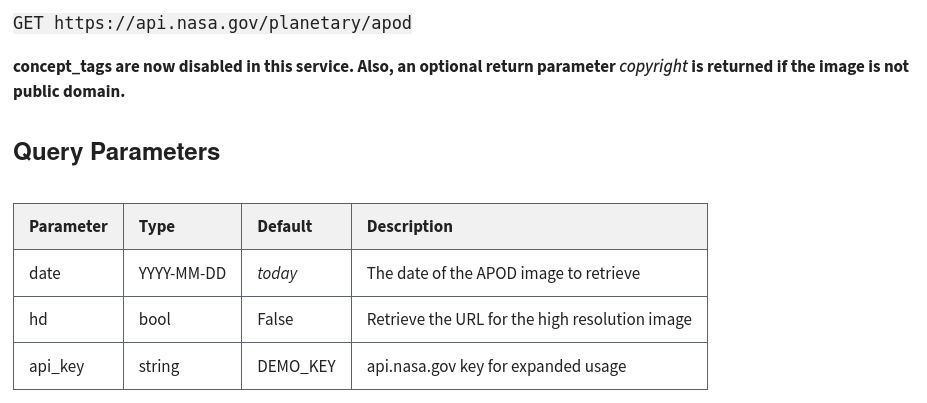 GET https://api.nasa.gov/planetary/apod
concept_tags are now disabled in this service. Also, an optional return parameter copyright is returned if the image is not
public domain.
Query Parameters
Parameter Type Default Description
date YYYY-MM-DD today The date of the APOD image to retrieve
hd bool False Retrieve the URL for the high resolution image
api_key string DEMO_KEY api.nasa.gov key for expanded usage